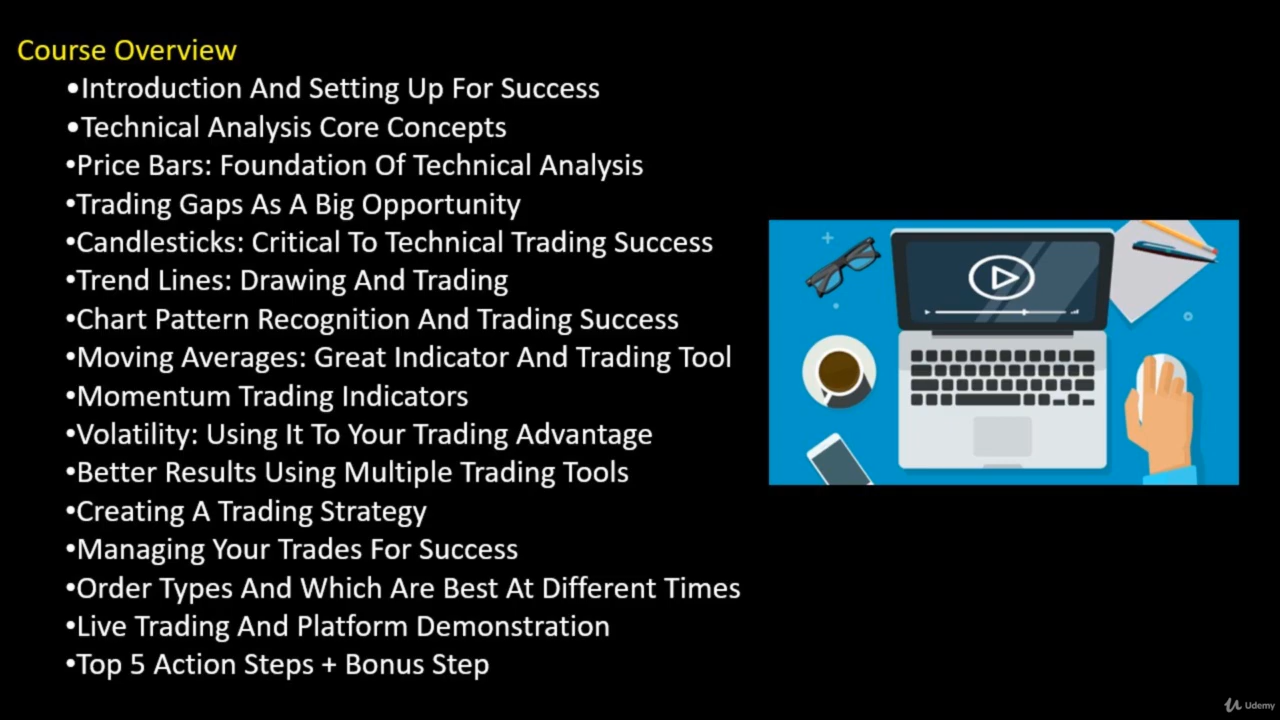 Course Overview
•Introduction And Setting Up For Success
•Technical Analysis Core Concepts
•Price Bars: Foundation Of Technical Analysis
•Trading Gaps As A Big Opportunity
•Candlesticks: Critical To Technical Trading Success
•Trend Lines: Drawing And Trading
•Chart Pattern Recognition And Trading Success
•Moving Averages: Great Indicator And Trading Tool
•Momentum Trading Indicators
•Volatility: Using It To Your Trading Advantage
•Better Results Using Multiple Trading Tools
•Creating A Trading Strategy
•Managing Your Trades For Success
•Order Types And Which Are Best At Different Times
•Live Trading And Platform Demonstration
•Top 5 Action Steps + Bonus Step
Udemy